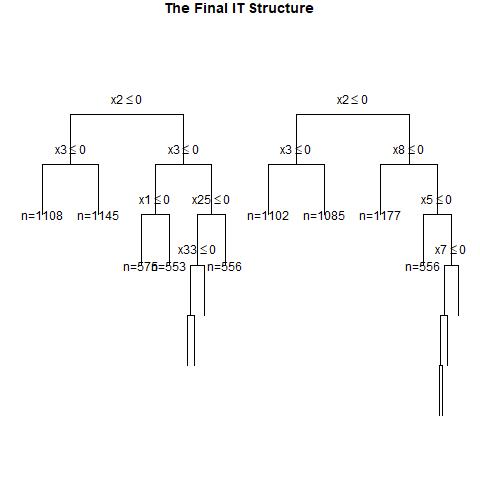 The Final IT Structure
x2 ≤ 0 x2 ≤ 0
x3 ≤ 0 x3 ≤ 0 x3 ≤ 0 x8 ≤ 0
x1 ≤ 0 x25 ≤ 0 x5 ≤ 0
n=1108 n=1145 n=1102 n=1085 n=1177
x33 ≤ 0 x7 ≤ 0
n=575 n=553 n=556 n=556